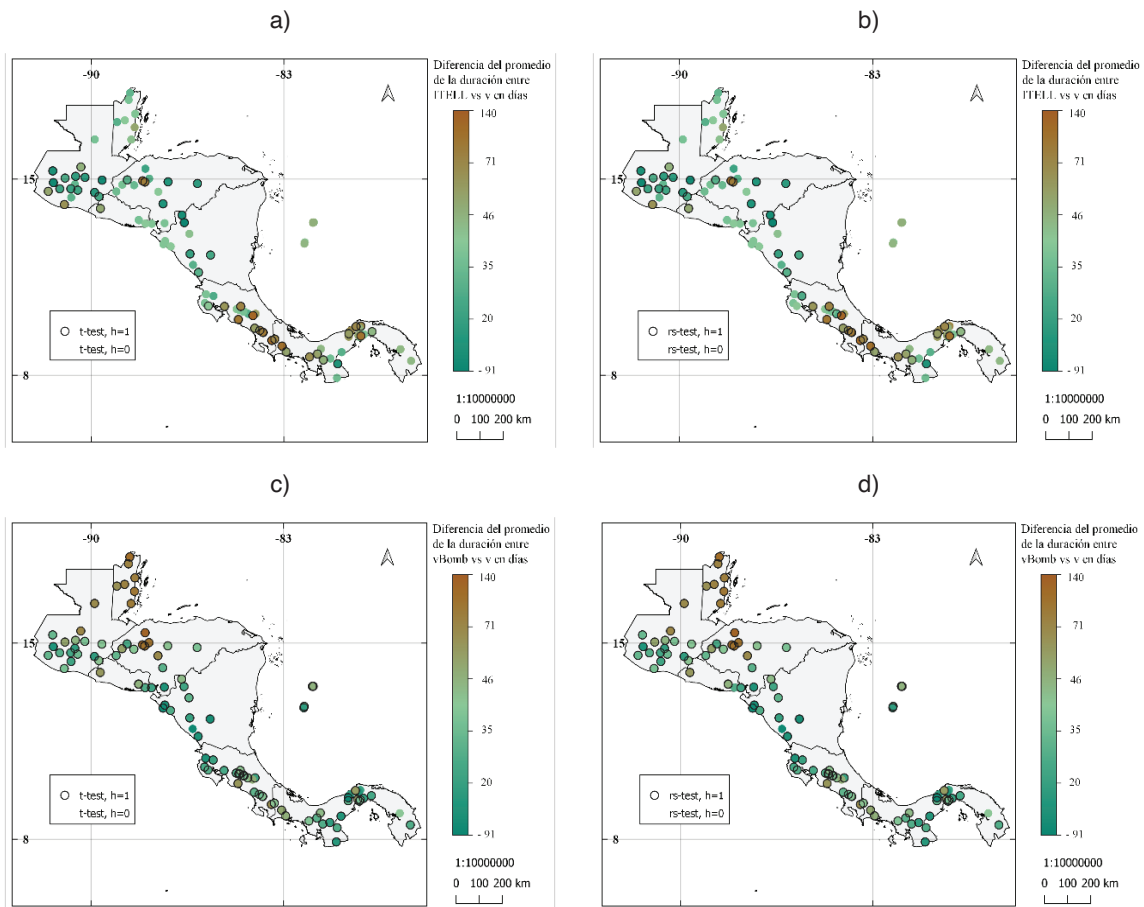 a)
-90
-83
15
8
t-test, h=1
t-test, h=0
Diferencia del promedio
de la duración entre
ITELL vs v en días
140
71
46
35
20
- 91
1:10000000
0 100 200 km
b)
-90
-83
15
8
rs-test, h=1
rs-test, h=0
Diferencia del promedio
de la duración entre
ITELL vs v en días
140
71
46
35
20
- 91
1:10000000
0 100 200 km
c)
-90
-83
15
8
t-test, h=1
t-test, h=0
Diferencia del promedio
de la duración entre
vBomb vs v en días
140
71
46
35
20
- 91
1:10000000
0 100 200 km
d)
-90
-83
15
8
rs-test, h=1
rs-test, h=0
Diferencia del promedio
de la duración entre
vBomb vs v en días
140
71
46
35
20
- 91
1:10000000
0 100 200 km